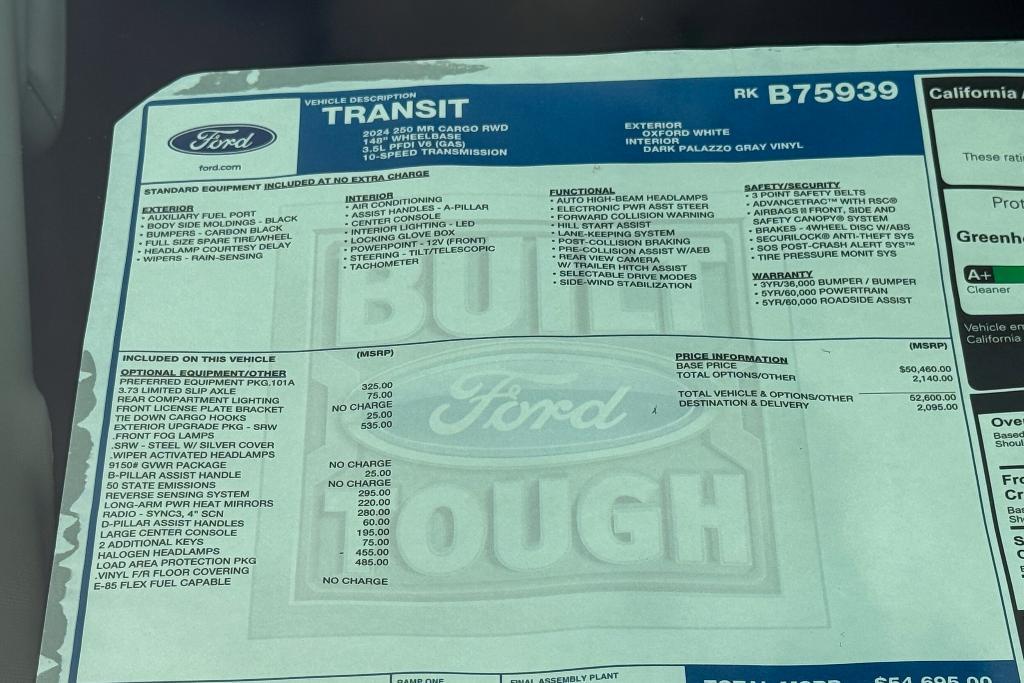 Ford
ford.com
VEHICLE DESCRIPTION
TRANSIT
2024 250 MR CARGO RWD
148" WHEELBASE
3.5L PFDI V6 (GAS)
10-SPEED TRANSMISSION
EXTERIOR
OXFORD WHITE
INTERIOR
DARK PALAZZO GRAY VINYL
RK B75939
STANDARD EQUIPMENT INCLUDED AT NO EXTRA CHARGE
EXTERIOR
• AUXILIARY FUEL PORT
• BODY SIDE MOLDINGS - BLACK
• BUMPERS - CARBON BLACK
• FULL SIZE SPARE TIRE/WHEEL
• HEADLAMP COURTESY DELAY
• WIPERS - RAIN-SENSING
INTERIOR
• AIR CONDITIONING
• ASSIST HANDLES - A-PILLAR
• CENTER CONSOLE
• INTERIOR LIGHTING - LED
• LOCKING GLOVE BOX
• POWERPOINT - 12V (FRONT)
• STEERING - TILT/TELESCOPIC
• TACHOMETER
FUNCTIONAL
• AUTO HIGH-BEAM HEADLAMPS
• ELECTRONIC PWR ASST STEER
• FORWARD COLLISION WARNING
• HILL START ASSIST
• LANE-KEEPING SYSTEM
• POST-COLLISION BRAKING
• PRE-COLLISION ASSIST W/AEB
• REAR VIEW CAMERA
W/ TRAILER HITCH ASSIST
• SELECTABLE DRIVE MODES
• SIDE-WIND STABILIZATION
SAFETY/SECURITY
• 3 POINT SAFETY BELTS
• ADVANCETRAC™ WITH RSC®
• AIRBAGS II FRONT, SIDE AND
SAFETY CANOPY® SYSTEM
• BRAKES - 4WHEEL DISC W/ABS
• SECURILOCK® ANTI-THEFT SYS
• SOS POST-CRASH ALERT SYS™
• TIRE PRESSURE MONIT SYS
WARRANTY
• 3YR/36,000 BUMPER / BUMPER
• 5YR/60,000 POWERTRAIN
• 5YR/60,000 ROADSIDE ASSIST
BUILT
Ford
TOUGH
INCLUDED ON THIS VEHICLE (MSRP)
OPTIONAL EQUIPMENT/OTHER
PREFERRED EQUIPMENT PKG.101A
3.73 LIMITED SLIP AXLE 325.00
REAR COMPARTMENT LIGHTING 75.00
FRONT LICENSE PLATE BRACKET NO CHARGE
TIE DOWN CARGO HOOKS 25.00
EXTERIOR UPGRADE PKG - SRW 535.00
.FRONT FOG LAMPS
.SRW - STEEL W/ SILVER COVER
.WIPER ACTIVATED HEADLAMPS
9150# GVWR PACKAGE NO CHARGE
B-PILLAR ASSIST HANDLE 25.00
50 STATE EMISSIONS NO CHARGE
REVERSE SENSING SYSTEM 295.00
LONG-ARM PWR HEAT MIRRORS 220.00
RADIO - SYNC3, 4" SCN 280.00
D-PILLAR ASSIST HANDLES 60.00
LARGE CENTER CONSOLE 195.00
2 ADDITIONAL KEYS 75.00
HALOGEN HEADLAMPS - 455.00
LOAD AREA PROTECTION PKG 485.00
.VINYL F/R FLOOR COVERING
E-85 FLEX FUEL CAPABLE NO CHARGE
PRICE INFORMATION (MSRP)
BASE PRICE $50,460.00
TOTAL OPTIONS/OTHER 2,140.00
TOTAL VEHICLE & OPTIONS/OTHER 52,600.00
DESTINATION & DELIVERY 2,095.00
RAMP ONE
FINAL ASSEMBLY PLANT
TOTAL MSRP $54,695.00
California
These
Greenh
A+
Cleaner
Vehicle
California
Based